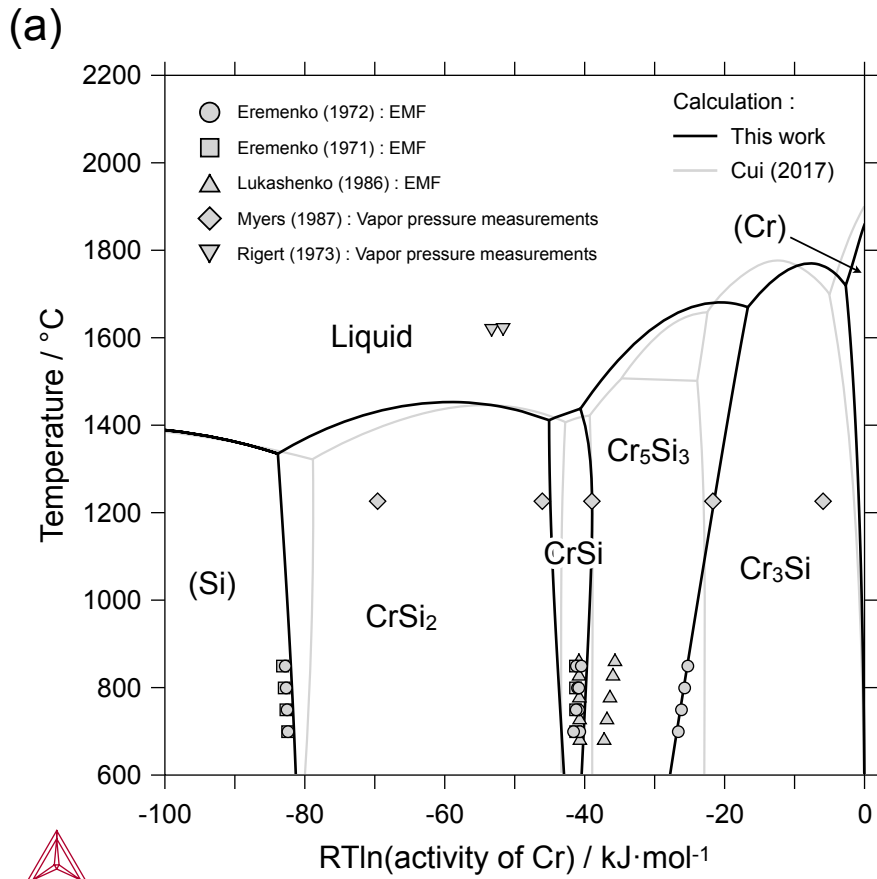 (a)
2200
2000
1800
1600
1400
1200
1000
800
600
Temperature / °C
Eremenko (1972) : EMF
Eremenko (1971) : EMF
Lukashenko (1986) : EMF
Myers (1987) : Vapor pressure measurements
Rigert (1973) : Vapor pressure measurements
Calculation :
This work
Cui (2017)
(Cr)
Liquid
Cr₅Si₃
CrSi
Cr₃Si
(Si)
CrSi₂
-100
-80
-60
-40
-20
0
RTln(activity of Cr) / kJ·mol⁻¹